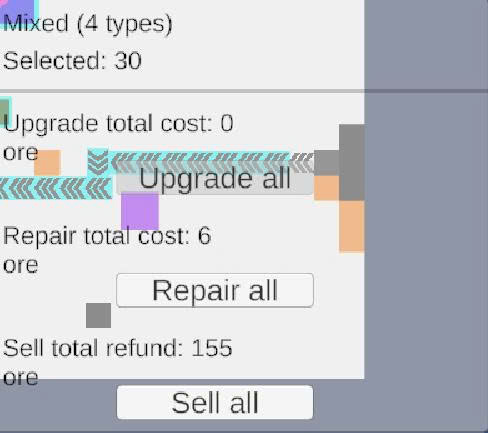 Mixed (4 types)
Selected: 30
Upgrade total cost: 0
ore
Upgrade all
Repair total cost: 6
ore
Repair all
Sell total refund: 155
ore
Sell all